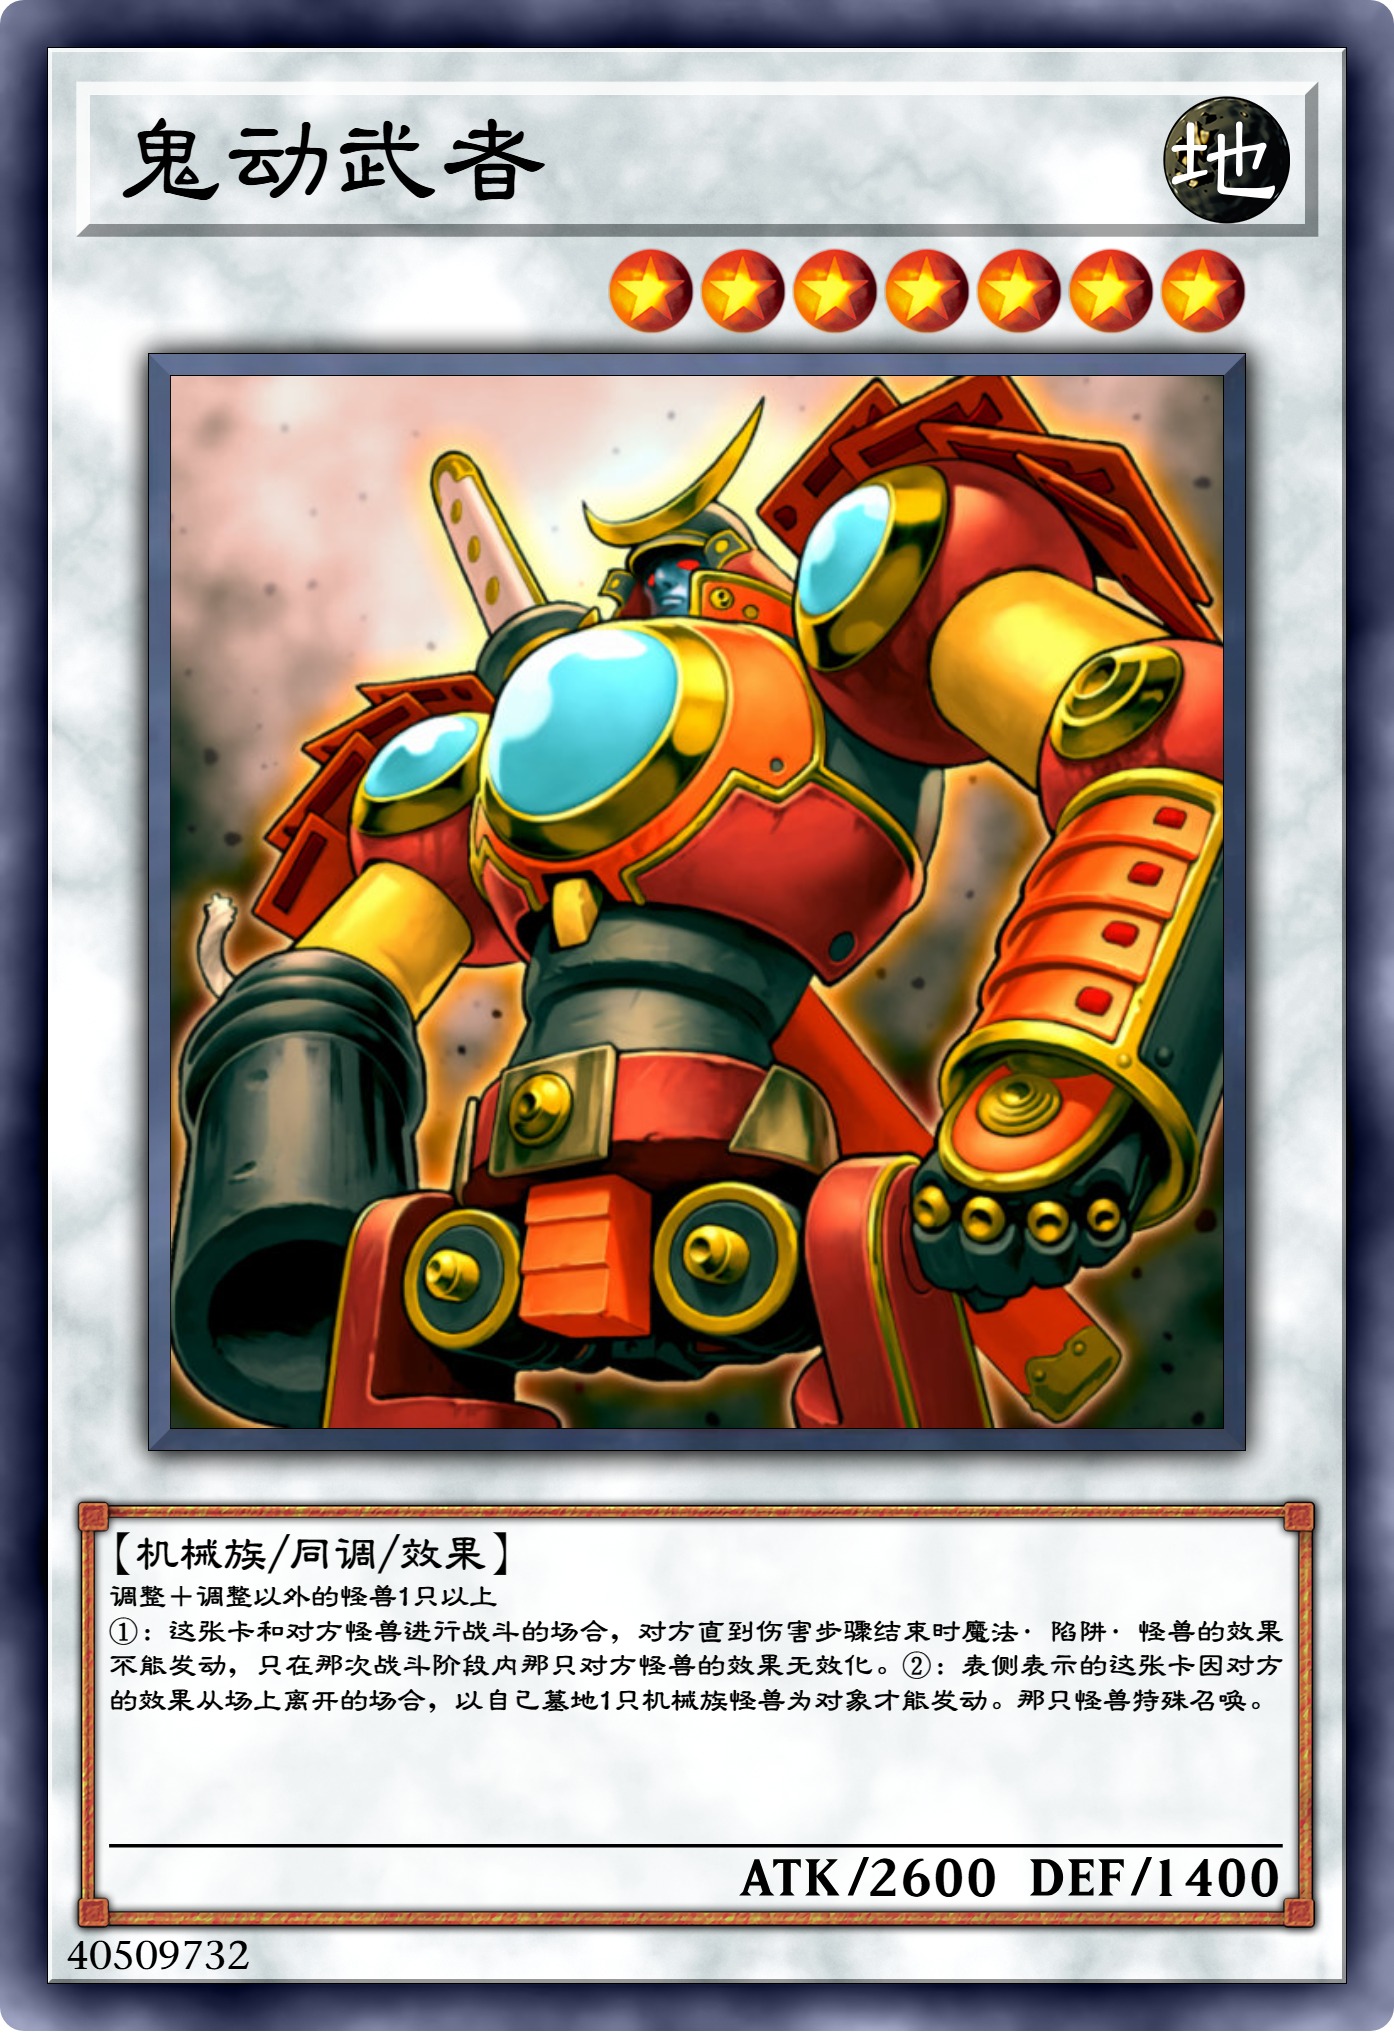 鬼动武者
地
【机械族/同调/效果】
调整＋调整以外的怪兽1只以上
①：这张卡和对方怪兽进行战斗的场合，对方直到伤害步骤结束时魔法·陷阱·怪兽的效果
不能发动，只在那次战斗阶段内那只对方怪兽的效果无效化。②：表侧表示的这张卡因对方
的效果从场上离开的场合，以自己墓地1只机械族怪兽为对象才能发动。那只怪兽特殊召唤。
ATK/2600 DEF/1400
40509732